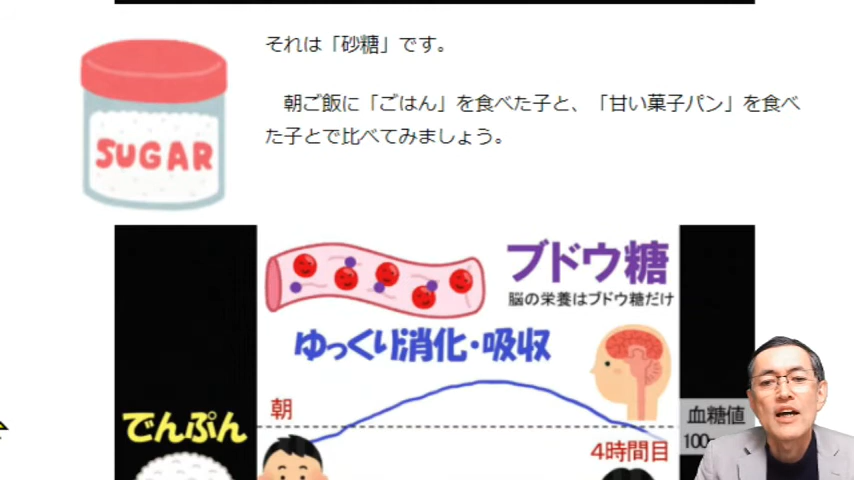 それは「砂糖」です。
朝ご飯に「ごはん」を食べた子と、「甘い菓子パン」を食べ
た子とで比べてみましょう。
SUGAR
ブドウ糖
脳の栄養はブドウ糖だけ
ゆっくり消化・吸収
朝
でんぷん
血糖値
100
4時間目